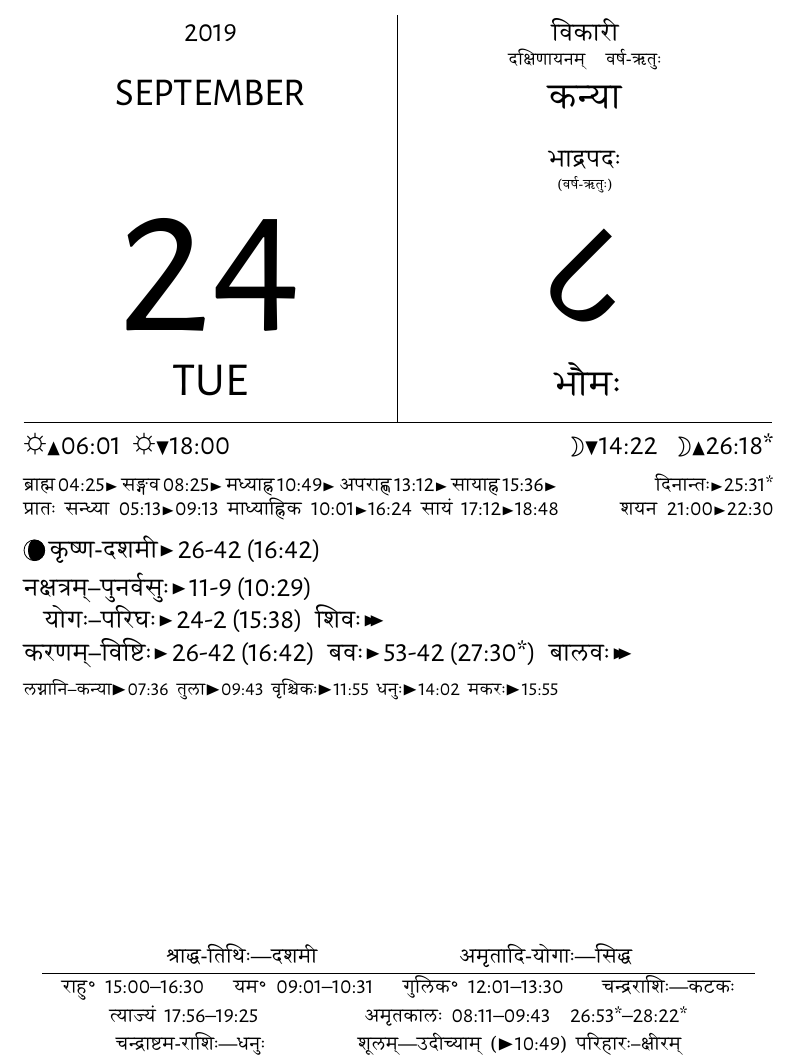 2019
SEPTEMBER
24
TUE
विकारी
दक्षिणायनम् वर्ष-ऋतुः
कन्या
भाद्रपदः
(वर्ष-ऋतुः)
८
भौमः
☼▲06:01 ☼▼18:00 ☽▼14:22 ☽▲26:18*
ब्राह्म 04:25► सङ्गव 08:25► मध्याह्न 10:49► अपराह्ण 13:12► सायाह्न 15:36► दिनान्तः►25:31*
प्रातः सन्ध्या 05:13►09:13 माध्याह्निक 10:01►16:24 सायं 17:12►18:48 शयन 21:00►22:30
कृष्ण-दशमी►26-42 (16:42)
नक्षत्रम्–पुनर्वसुः►11-9 (10:29)
योगः–परिघः►24-2 (15:38) शिवः►►
करणम्–विष्टिः►26-42 (16:42) बवः►53-42 (27:30*) बालवः►►
लग्नानि–कन्या►07:36 तुला►09:43 वृश्चिकः►11:55 धनुः►14:02 मकरः►15:55
श्राद्ध-तिथिः—दशमी अमृतादि-योगाः—सिद्ध
राहु° 15:00–16:30 यम° 09:01–10:31 गुलिक° 12:01–13:30 चन्द्रराशिः—कटकः
त्याज्यं 17:56–19:25 अमृतकालः 08:11–09:43 26:53*–28:22*
चन्द्राष्टम-राशिः—धनुः शूलम्—उदीच्याम् (►10:49) परिहारः–क्षीरम्